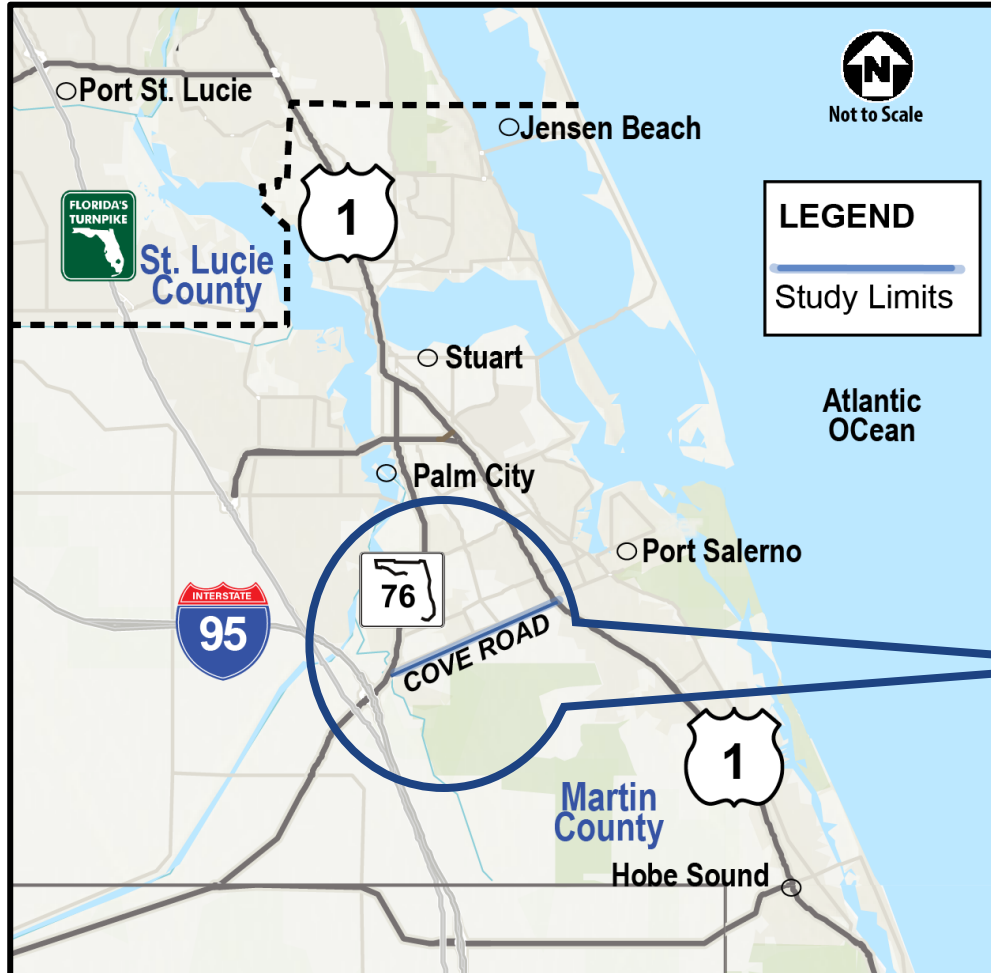 Port St. Lucie
N
Not to Scale
Jensen Beach
FLORIDA'S
TURNPIKE
1
LEGEND
St. Lucie
County
Study Limits
Stuart
Atlantic
OCean
Palm City
Port Salerno
76
INTERSTATE
95
COVE ROAD
1
Martin
County
Hobe Sound